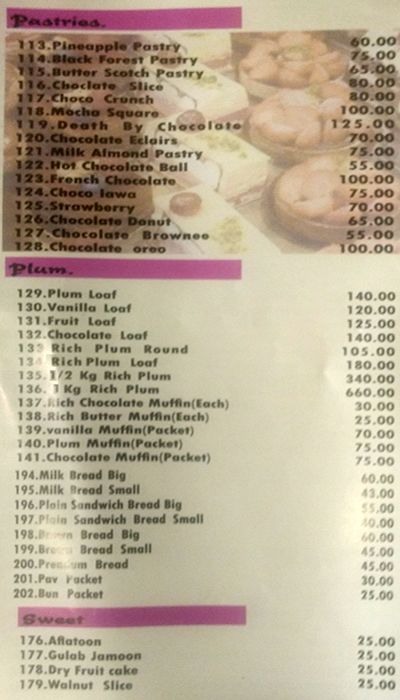 Pastries.
113.Pineapple Pastry 60.00
114.Black Forest Pastry 75.00
115.Butter Scotch Pastry 65.00
116.Choclate Slice 80.00
117.Choco Crunch 80.00
118.Mocha Square 100.00
119.Death By Chocolate 125.00
120.Chocolate Eclairs 70.00
121.Milk Almond Pastry 75.00
122.Hot Chocolate Ball 55.00
123.French Chocolate 100.00
124.Choco lawa 75.00
125.Strawberry 70.00
126.Chocolate Donut 65.00
127.Chocolate Brownee 55.00
128.Chocolate oreo 100.00
Plum.
129.Plum Loaf 140.00
130.Vanilla Loaf 120.00
131.Fruit Loaf 125.00
132.Chocolate Loaf 140.00
133 Rich Plum Round 105.00
134 Rich Plum Loaf 180.00
135.1/2 Kg Rich Plum 340.00
136. 1 Kg Rich Plum 660.00
137.Rich Chocolate Muffin(Each) 30.00
138.Rich Butter Muffin(Each) 25.00
139.vanilla Muffin(Packet) 70.00
140.Plum Muffin(Packet) 75.00
141.Chocolate Muffin(Packet) 75.00
194.Milk Bread Big 60.00
195.Milk Bread Small 43.00
196.Plain Sandwich Bread Big 55.00
197.Plain Sandwich Bread Small 40.00
198.Brown Bread Big 60.00
199.Brown Bread Small 45.00
200.Premium Bread 45.00
201.Pav Packet 30.00
202.Bun Packet 25.00
Sweet
176.Aflatoon 25.00
177.Gulab Jamoon 25.00
178.Dry Fruit cake 25.00
179.Walnut Slice 25.00